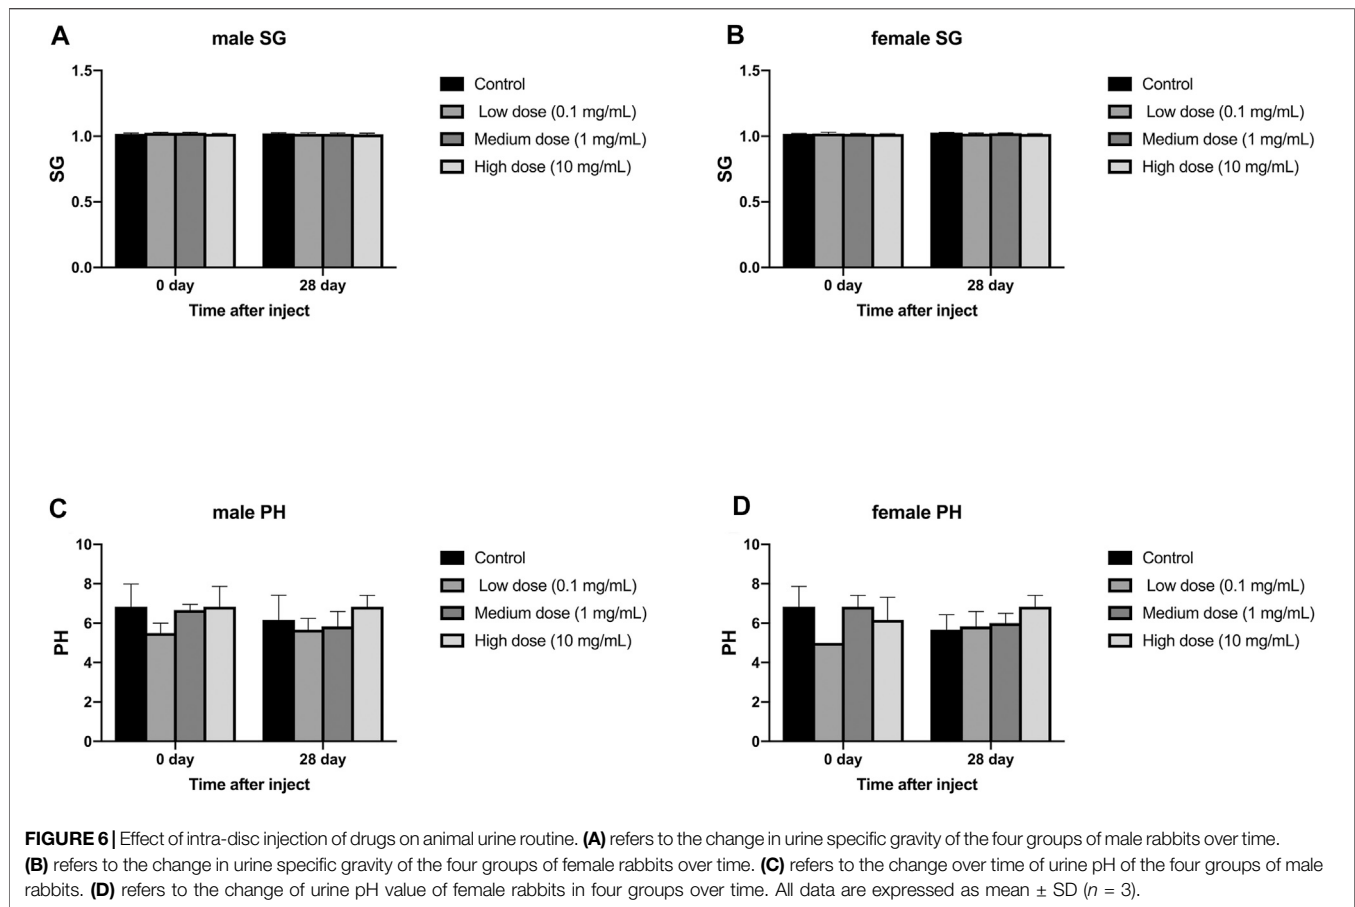 A
male SG
1.5
1.0
0.5
0.0
SG
0 day
28 day
Time after inject
Control
Low dose (0.1 mg/mL)
Medium dose (1 mg/mL)
High dose (10 mg/mL)
B
female SG
1.5
1.0
0.5
0.0
SG
0 day
28 day
Time after inject
Control
Low dose (0.1 mg/mL)
Medium dose (1 mg/mL)
High dose (10 mg/mL)
C
male PH
10
8
6
4
2
0
PH
0 day
28 day
Time after inject
Control
Low dose (0.1 mg/mL)
Medium dose (1 mg/mL)
High dose (10 mg/mL)
D
female PH
10
8
6
4
2
0
PH
0 day
28 day
Time after inject
Control
Low dose (0.1 mg/mL)
Medium dose (1 mg/mL)
High dose (10 mg/mL)
FIGURE 6 | Effect of intra-disc injection of drugs on animal urine routine. (A) refers to the change in urine specific gravity of the four groups of male rabbits over time.
(B) refers to the change in urine specific gravity of the four groups of female rabbits over time. (C) refers to the change over time of urine pH of the four groups of male
rabbits. (D) refers to the change of urine pH value of female rabbits in four groups over time. All data are expressed as mean ± SD (n = 3).